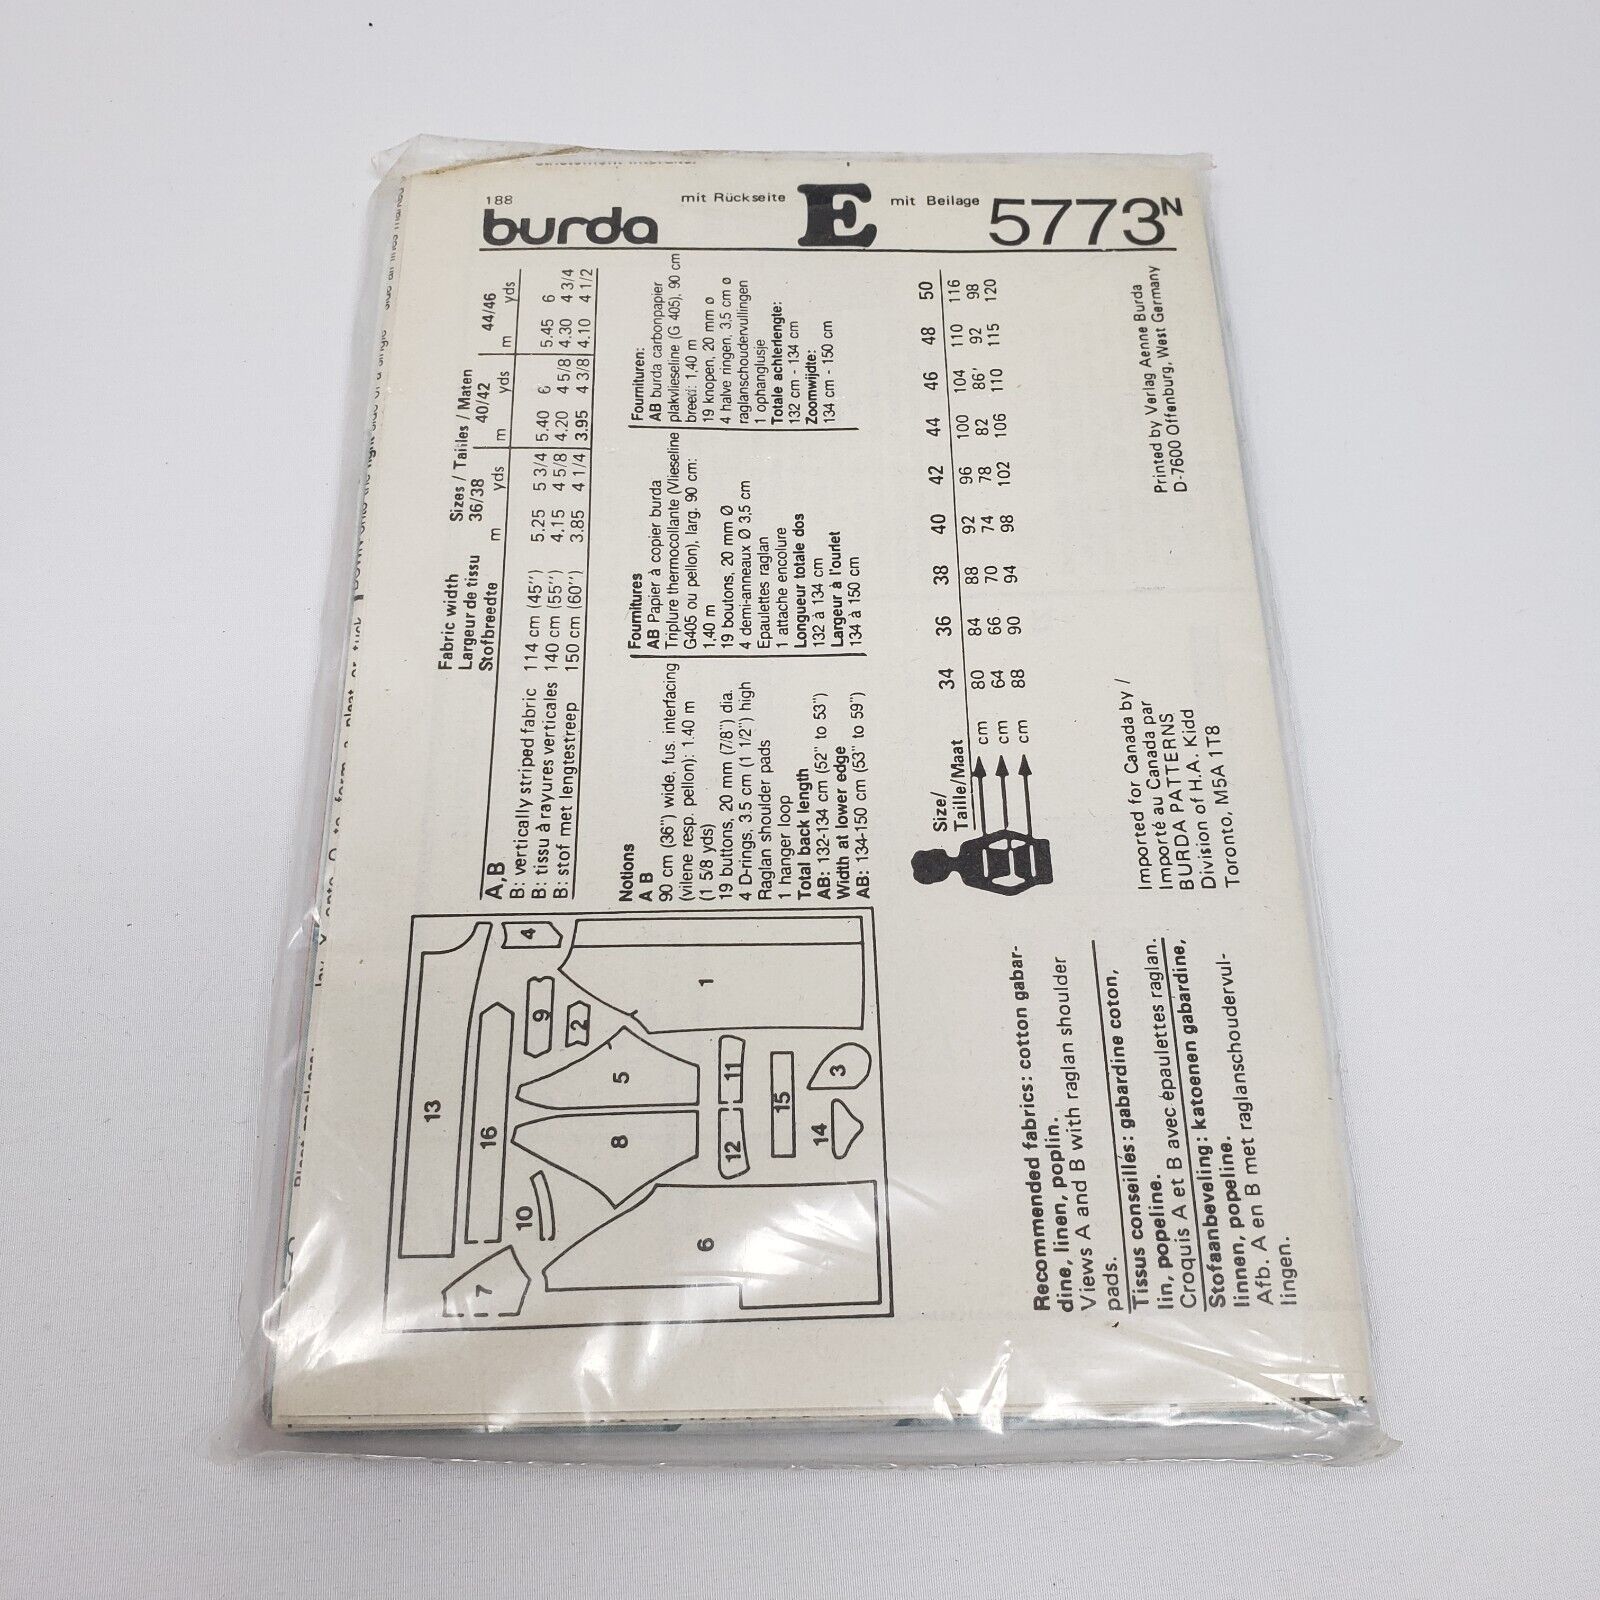 188
burda
mit Rückseite
E
mit Beilage
5773N
Fabric width
Largeur de tissu
Stofbreedte
Sizes / Tailles / Maten
36/38 40/42 44/46
m yds m yds m yds
A,B
B: vertically striped fabric 114 cm (45") 5.25 5 3/4 5.40 6 5.45 6
B: tissu à rayures verticales 140 cm (55") 4.15 4 5/8 4.20 4 5/8 4.30 4 3/4
B: stof met lengtestreep 150 cm (60") 3.85 4 1/4 3.95 4 3/8 4.10 4 1/2
Notions
A B
90 cm (36") wide, fus. interfacing
(vilene resp. pellon): 1.40 m
(1 5/8 yds)
19 buttons, 20 mm (7/8") dia.
4 D-rings, 3.5 cm (1 1/2") high
Raglan shoulder pads
1 hanger loop
Total back length
AB: 132-134 cm (52" to 53")
Width at lower edge
AB: 134-150 cm (53" to 59")
Fournitures
AB Papier à copier burda
Triplure thermocollante (Vlieseline
G405 ou pellon), larg. 90 cm:
1,40 m
19 boutons, 20 mm Ø
4 demi-anneaux Ø 3,5 cm
Epaulettes raglan
1 attache encolure
Longueur totale dos
132 à 134 cm
Largeur à l'ourlet
134 à 150 cm
Fournituren:
AB burda carbonpapier
plakvlieseline (G 405), 90 cm
breed: 1,40 m
19 knopen, 20 mm ø
4 halve ringen, 3,5 cm ø
raglanschoudervullingen
1 ophanglusje
Totale achterlengte:
132 cm - 134 cm
Zoomwijdte:
134 cm - 150 cm
Size/
Taille/Maat 34 36 38 40 42 44 46 48 50
cm 80 84 88 92 96 100 104 110 116
cm 64 66 70 74 78 82 86 92 98
cm 88 90 94 98 102 106 110 115 120
Imported for Canada by /
Importé au Canada par
BURDA PATTERNS
Division of H.A. Kidd
Toronto, M5A 1T8
Printed by Verlag Aenne Burda
D-7600 Offenburg, West Germany
13
4
16
9
2
1
5
8
11
12
15
3
14
10
7
6
Recommended fabrics: cotton gabar-
dine, linen, poplin.
Views A and B with raglan shoulder
pads.
Tissus conseillés: gabardine coton,
lin, popeline.
Croquis A et B avec épaulettes raglan.
Stofaanbeveling: katoenen gabardine,
linnen, popeline.
Afb. A en B met raglanschoudervul-
lingen.